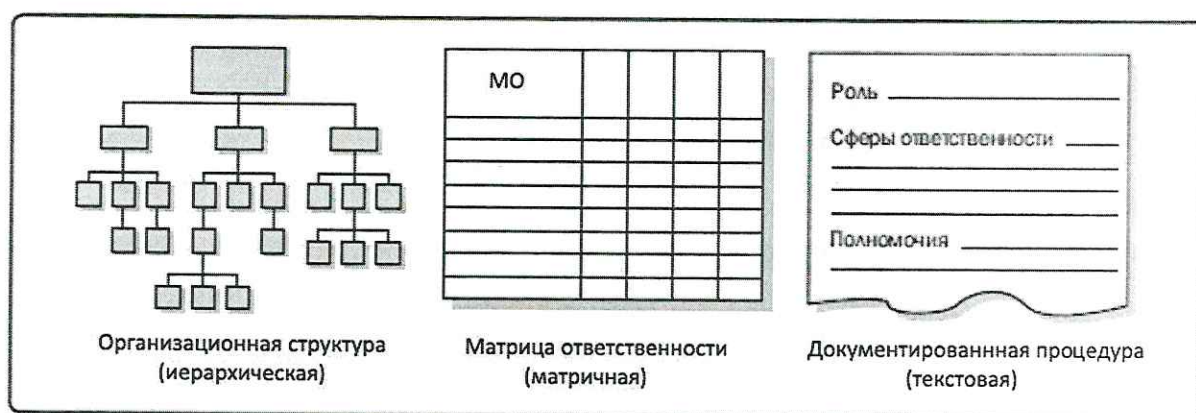 МО
Роль
Сферы ответственности
Полномочия
Организационная структура
(иерархическая)
Матрица ответственности
(матричная)
Документированнная процедура
(текстовая)